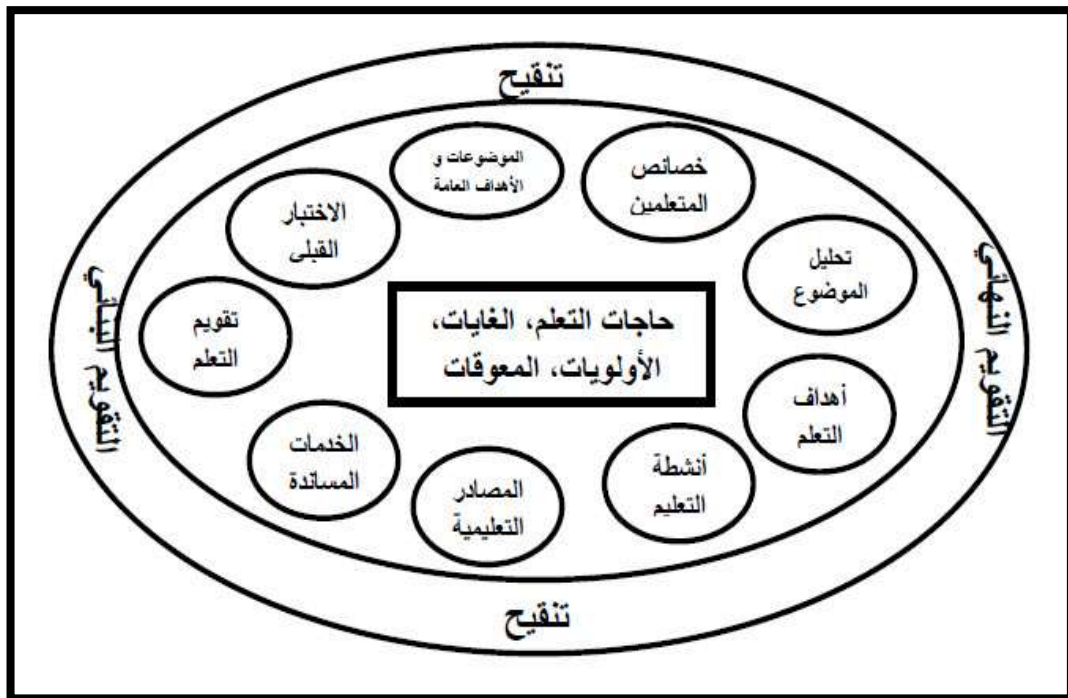 تنقيح
الموضوعات و
الأهداف العامة
خصائص
المتعلمين
تحليل
الموضوع
أهداف
التعلم
أنشطة
التعليم
المصادر
التعليمية
الخدمات
المساندة
تقويم
التعلم
الاختبار
القبلى
حاجات التعلم، الغايات،
الأولويات، المعوقات
التقويم النهائي
التقويم البنائي
تنقيح